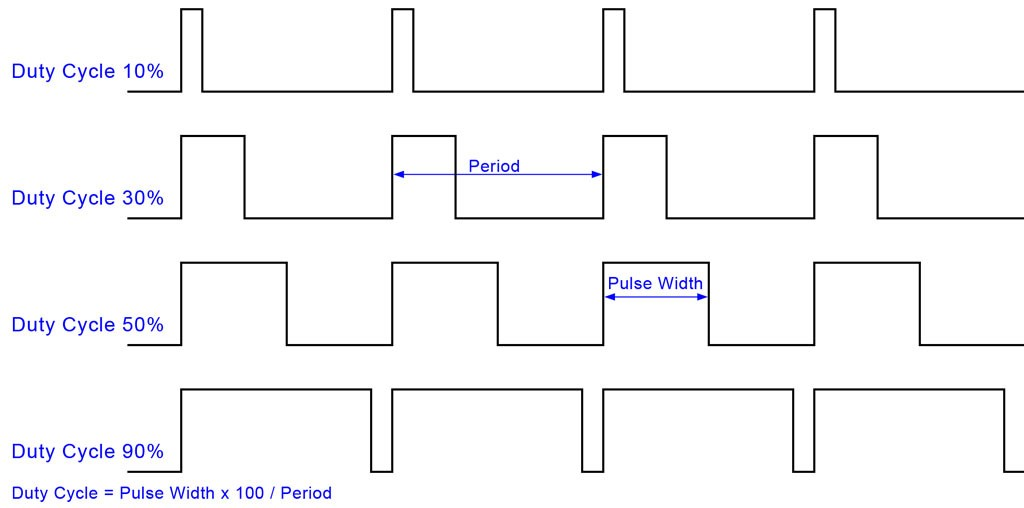 Duty Cycle 10%
Period
Duty Cycle 30%
Pulse Width
Duty Cycle 50%
Duty Cycle 90%
Duty Cycle = Pulse Width x 100 / Period